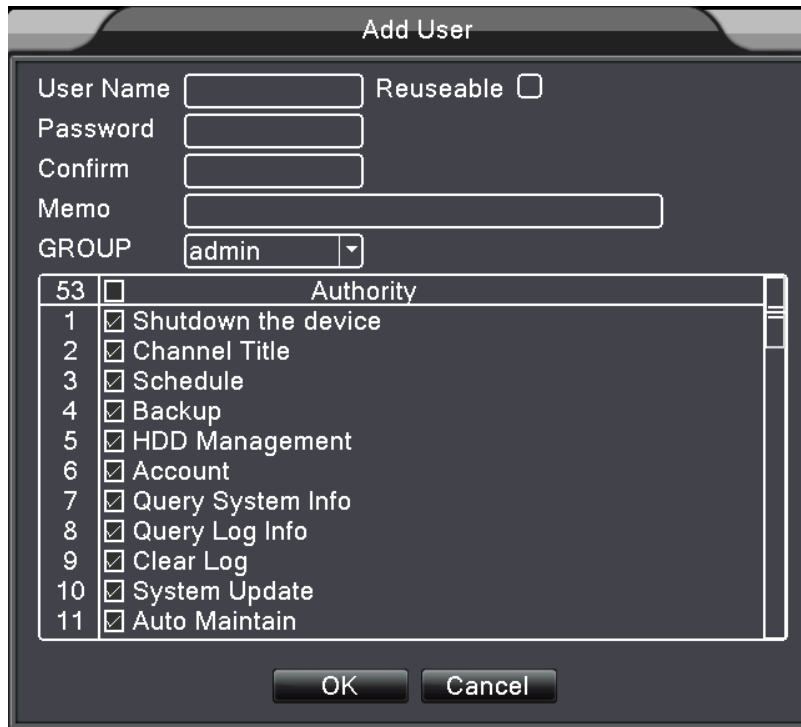 Add User
User Name Reuseable
Password
Confirm
Memo
GROUP admin
53 Authority
1 Shutdown the device
2 Channel Title
3 Schedule
4 Backup
5 HDD Management
6 Account
7 Query System Info
8 Query Log Info
9 Clear Log
10 System Update
11 Auto Maintain
OK Cancel